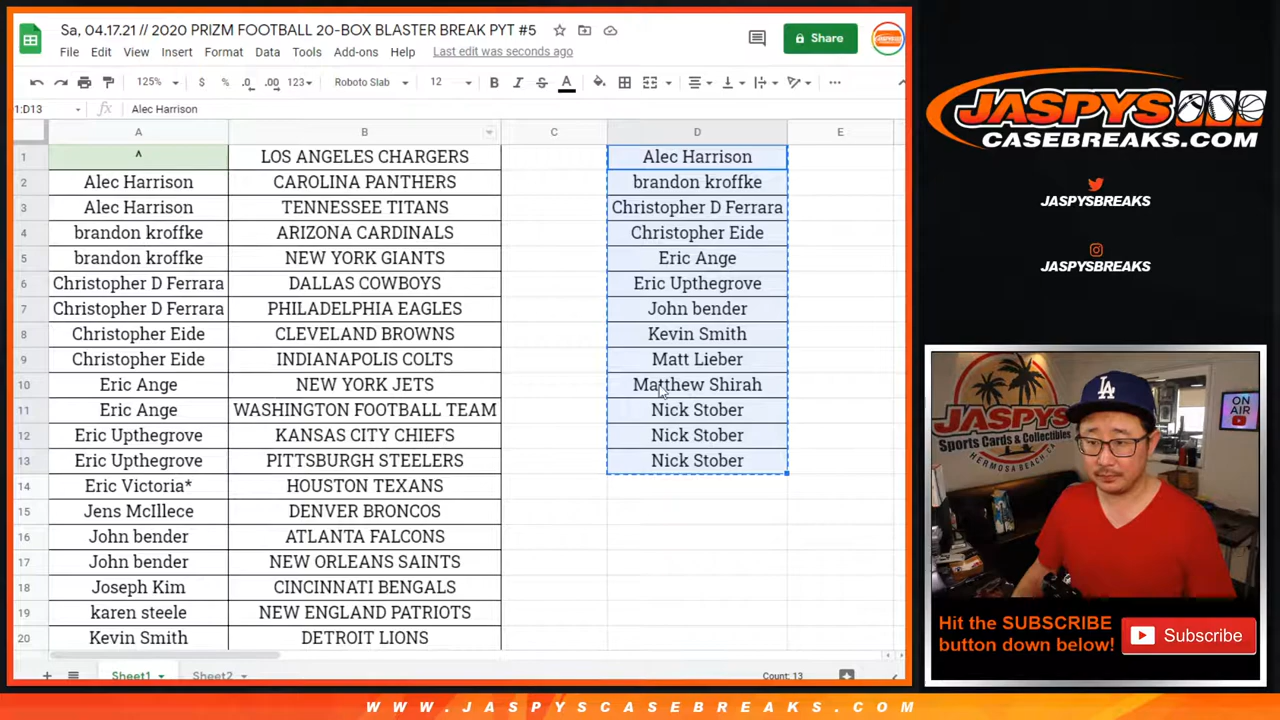 Sa, 04.17.21 // 2020 PRIZM FOOTBALL 20-BOX BLASTER BREAK PYT #5
Share
File Edit View Insert Format Data Tools Add-ons Help Last edit was seconds ago
125% $ % .0 .00 123 Roboto Slab 12 B I S A
1:D13 fx Alec Harrison
A B C D E
1 ^ LOS ANGELES CHARGERS Alec Harrison
2 Alec Harrison CAROLINA PANTHERS brandon kroffke
3 Alec Harrison TENNESSEE TITANS Christopher D Ferrara
4 brandon kroffke ARIZONA CARDINALS Christopher Eide
5 brandon kroffke NEW YORK GIANTS Eric Ange
6 Christopher D Ferrara DALLAS COWBOYS Eric Upthegrove
7 Christopher D Ferrara PHILADELPHIA EAGLES John bender
8 Christopher Eide CLEVELAND BROWNS Kevin Smith
9 Christopher Eide INDIANAPOLIS COLTS Matt Lieber
10 Eric Ange NEW YORK JETS Matthew Shirah
11 Eric Ange WASHINGTON FOOTBALL TEAM Nick Stober
12 Eric Upthegrove KANSAS CITY CHIEFS Nick Stober
13 Eric Upthegrove PITTSBURGH STEELERS Nick Stober
14 Eric Victoria* HOUSTON TEXANS
15 Jens McIllece DENVER BRONCOS
16 John bender ATLANTA FALCONS
17 John bender NEW ORLEANS SAINTS
18 Joseph Kim CINCINNATI BENGALS
19 karen steele NEW ENGLAND PATRIOTS
20 Kevin Smith DETROIT LIONS
Sheet1 Sheet2 Count: 13
JASPYS
CASEBREAKS.COM
JASPYSBREAKS
JASPYSBREAKS
JASPYS
Sports Cards & Collectibles
HERMOSA BEACH, CA
LA
ON AIR
Hit the SUBSCRIBE
button down below!
Subscribe
WWW.JASPYSCASEBREAKS.COM